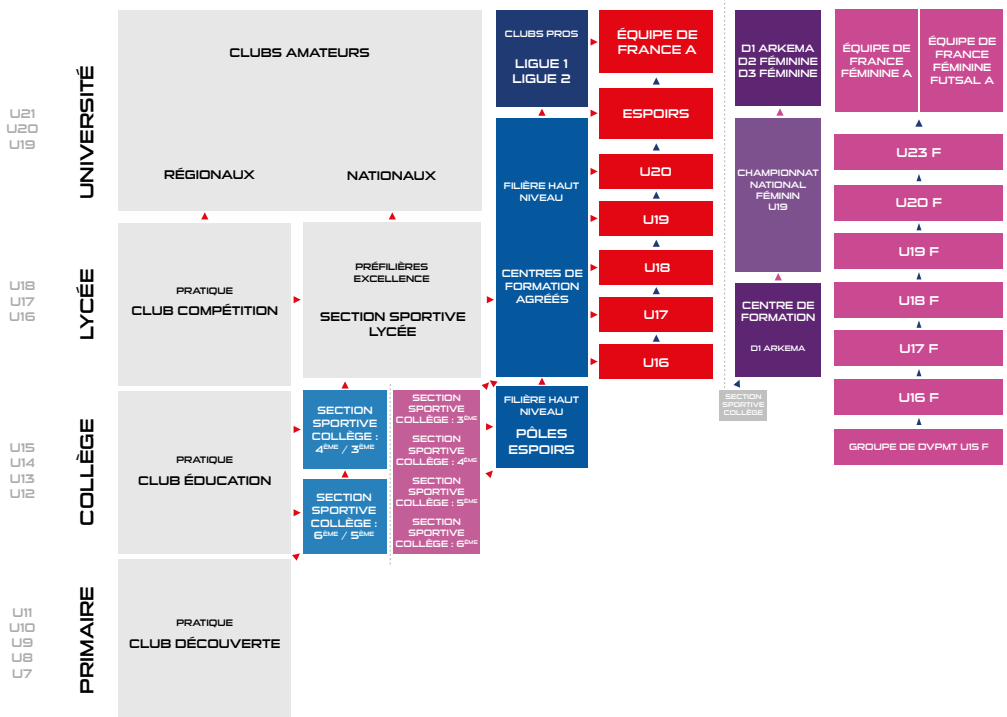 UNIVERSITÉ
U21
U20
U19
CLUBS AMATEURS
RÉGIONAUX
NATIONAUX
LYCÉE
U18
U17
U16
PRATIQUE
CLUB COMPÉTITION
PRÉFILIÈRES
EXCELLENCE
SECTION SPORTIVE
LYCÉE
COLLÈGE
U15
U14
U13
U12
PRATIQUE
CLUB ÉDUCATION
SECTION
SPORTIVE
COLLÈGE :
4ÈME / 3ÈME
SECTION
SPORTIVE
COLLÈGE :
6ÈME / 5ÈME
SECTION
SPORTIVE
COLLÈGE : 3ÈME
SECTION
SPORTIVE
COLLÈGE : 4ÈME
SECTION
SPORTIVE
COLLÈGE : 5ÈME
SECTION
SPORTIVE
COLLÈGE : 6ÈME
PRIMAIRE
U11
U10
U9
U8
U7
PRATIQUE
CLUB DÉCOUVERTE
CLUBS PROS
LIGUE 1
LIGUE 2
FILIÈRE HAUT
NIVEAU
CENTRES DE
FORMATION
AGRÉÉS
FILIÈRE HAUT
NIVEAU
PÔLES
ESPOIRS
ÉQUIPE DE
FRANCE A
ESPOIRS
U20
U19
U18
U17
U16
D1 ARKEMA
D2 FÉMININE
D3 FÉMININE
CHAMPIONNAT
NATIONAL
FÉMININ
U19
CENTRE DE
FORMATION
D1 ARKEMA
SECTION
SPORTIVE
COLLÈGE
ÉQUIPE DE
FRANCE
FÉMININE A
ÉQUIPE DE
FRANCE
FÉMININE
FUTSAL A
U23 F
U20 F
U19 F
U18 F
U17 F
U16 F
GROUPE DE DVPMT U15 F